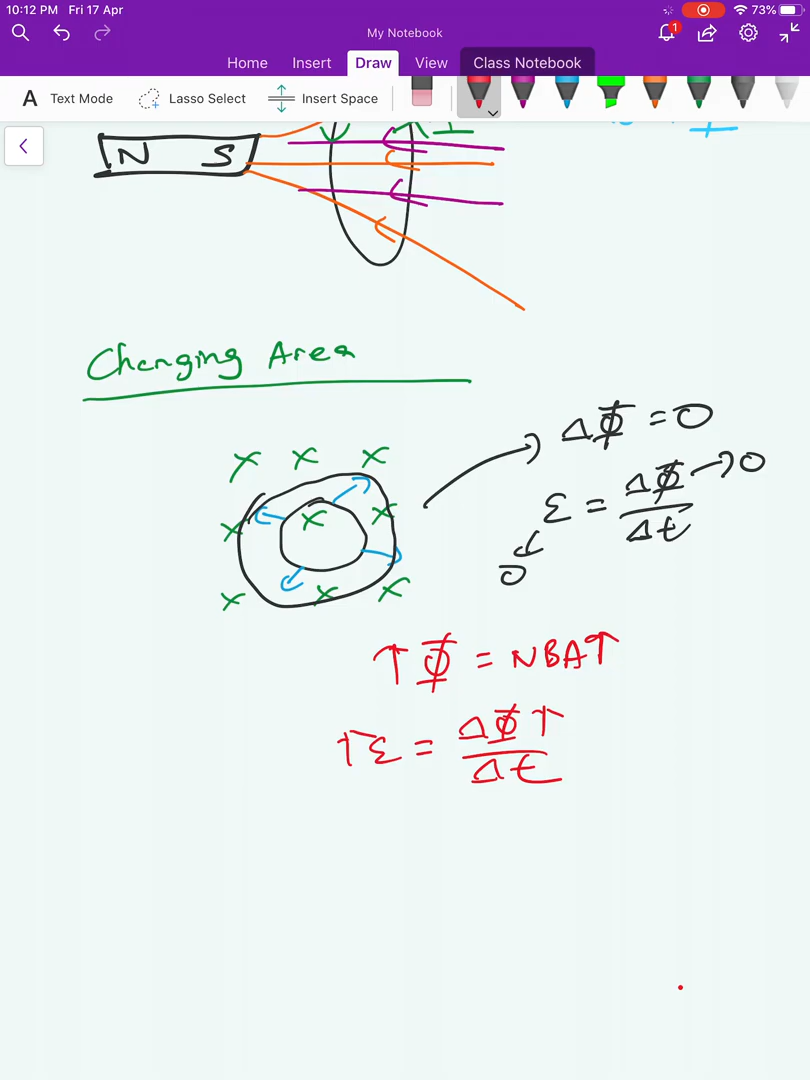 10:12 PM Fri 17 Apr 73%
My Notebook
1
Home Insert Draw View Class Notebook
A Text Mode Lasso Select Insert Space
I
N S
Changing Area
x x x
x x x
x x x
ΔΦ = 0
ε = ΔΦ/Δt → 0
0
↑Φ = NBA↑
↑ε = ΔΦ↑/Δt